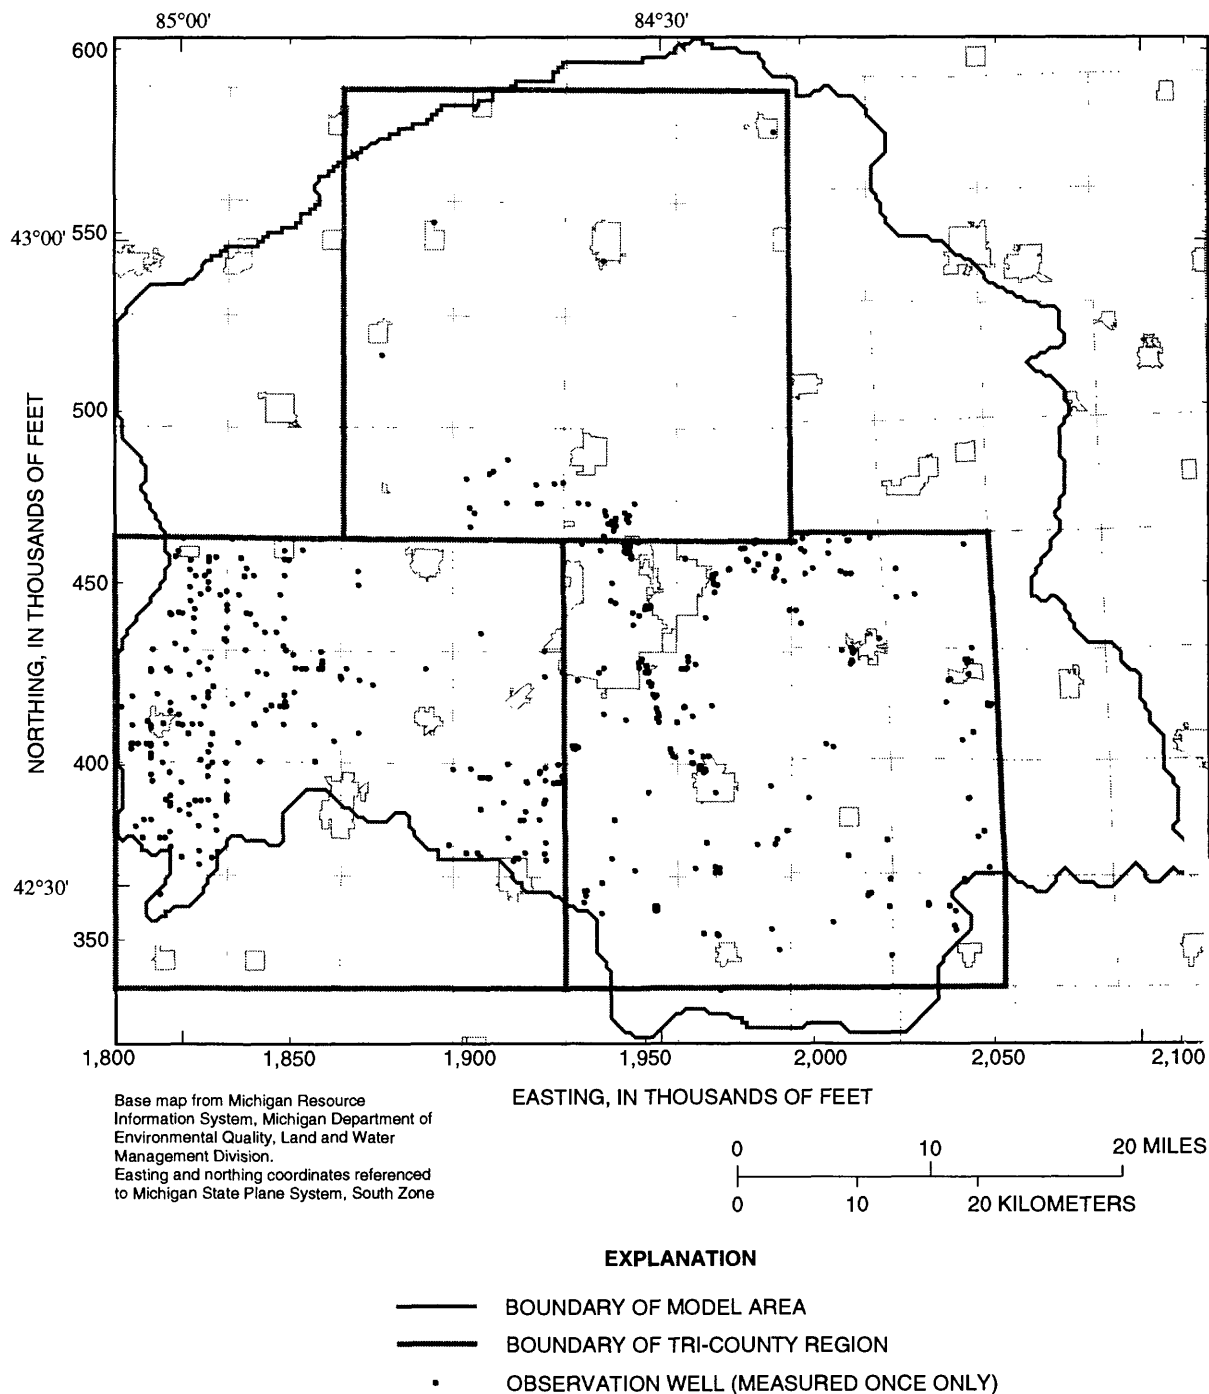 85°00' 84°30'
600
550
43°00'
500
450
400
42°30'
350
NORTHING, IN THOUSANDS OF FEET
1,800 1,850 1,900 1,950 2,000 2,050 2,100
EASTING, IN THOUSANDS OF FEET
Base map from Michigan Resource
Information System, Michigan Department of
Environmental Quality, Land and Water
Management Division.
Easting and northing coordinates referenced
to Michigan State Plane System, South Zone
0 10 20 MILES
0 10 20 KILOMETERS
EXPLANATION
BOUNDARY OF MODEL AREA
BOUNDARY OF TRI-COUNTY REGION
OBSERVATION WELL (MEASURED ONCE ONLY)